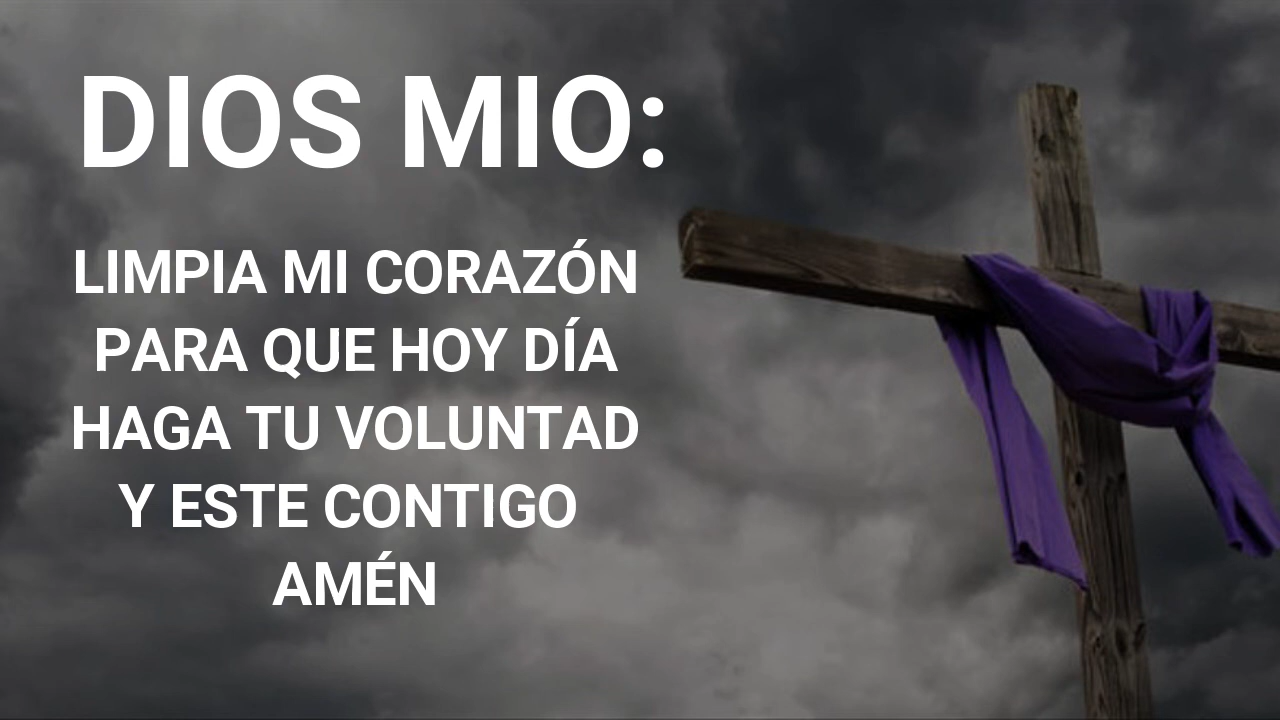 DIOS MIO:
LIMPIA MI CORAZÓN
PARA QUE HOY DÍA
HAGA TU VOLUNTAD
Y ESTE CONTIGO
AMÉN